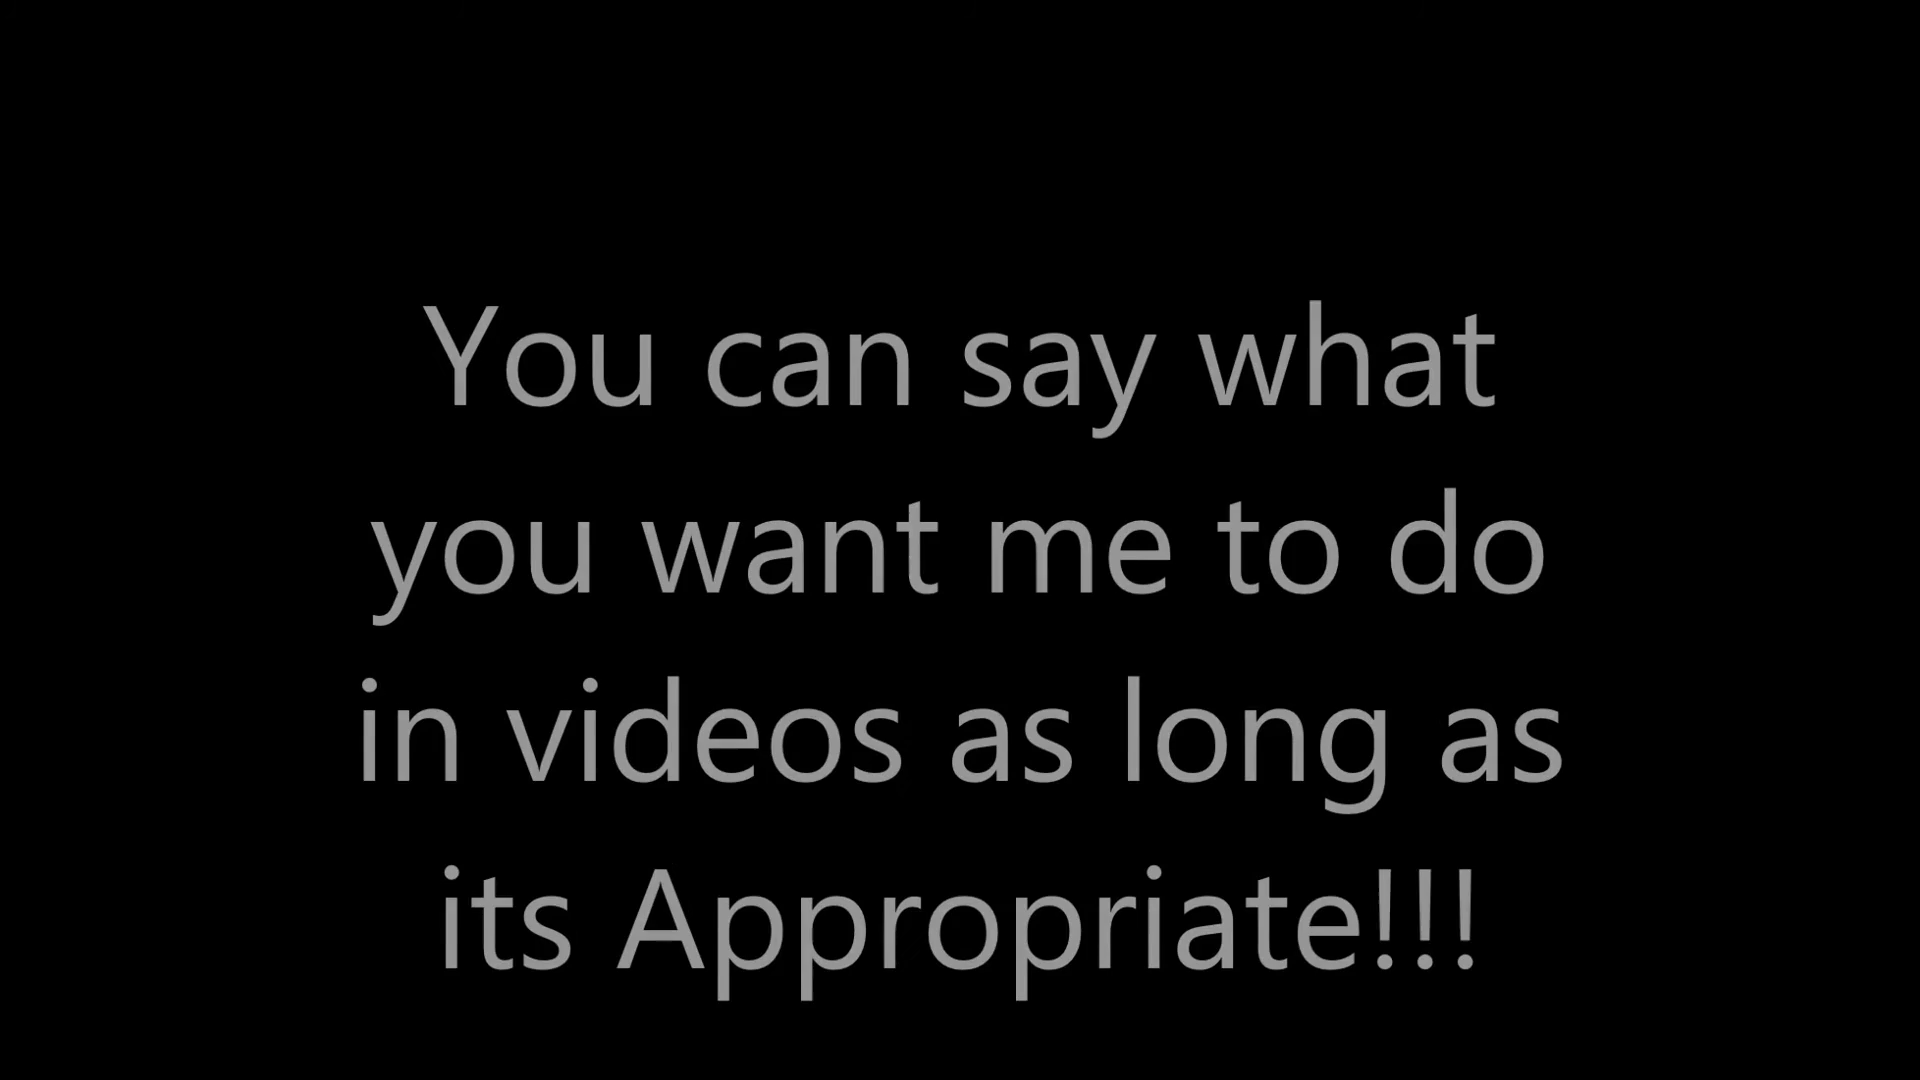 You can say what
you want me to do
in videos as long as
its Appropriate!!!